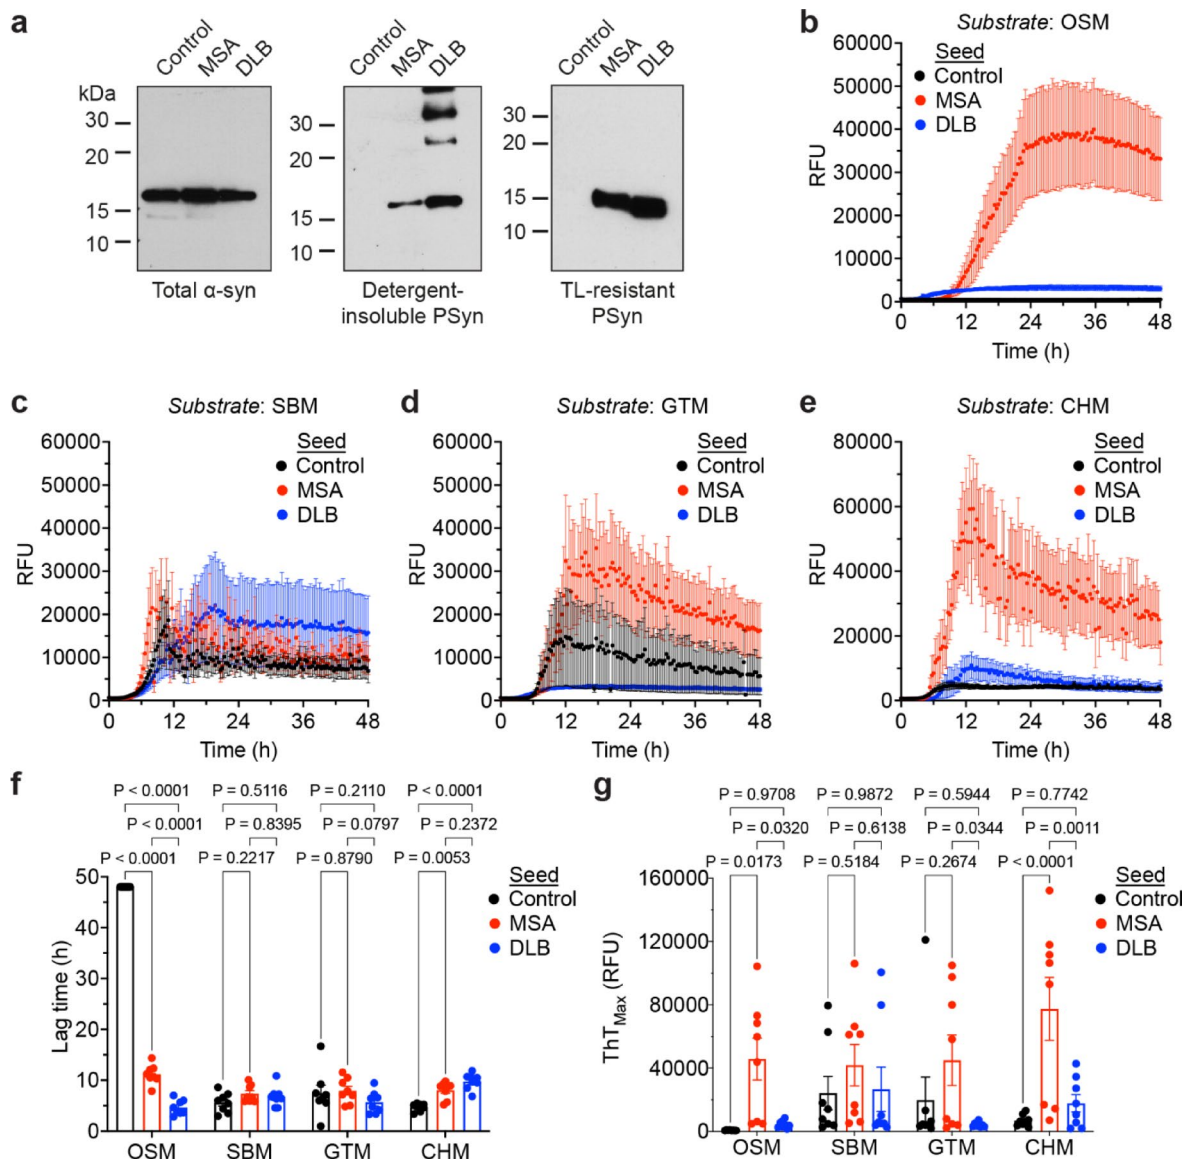 a
Control
MSA
DLB
kDa
30
20
15
10
Total α-syn
Control
MSA
DLB
30
20
15
10
Detergent-
insoluble PSyn
Control
MSA
DLB
30
20
15
10
TL-resistant
PSyn
b
Substrate: OSM
Seed
Control
MSA
DLB
RFU
60000
50000
40000
30000
20000
10000
0
0 12 24 36 48
Time (h)
c
Substrate: SBM
Seed
Control
MSA
DLB
RFU
60000
50000
40000
30000
20000
10000
0
0 12 24 36 48
Time (h)
d
Substrate: GTM
Seed
Control
MSA
DLB
RFU
60000
50000
40000
30000
20000
10000
0
0 12 24 36 48
Time (h)
e
Substrate: CHM
Seed
Control
MSA
DLB
RFU
80000
60000
40000
20000
0
0 12 24 36 48
Time (h)
f
P < 0.0001 P = 0.5116 P = 0.2110 P < 0.0001
P < 0.0001 P = 0.8395 P = 0.0797 P = 0.2372
P < 0.0001 P = 0.2217 P = 0.8790 P = 0.0053
Seed
Control
MSA
DLB
Lag time (h)
50
40
30
20
10
0
OSM SBM GTM CHM
g
P = 0.9708 P = 0.9872 P = 0.5944 P = 0.7742
P = 0.0320 P = 0.6138 P = 0.0344 P = 0.0011
P = 0.0173 P = 0.5184 P = 0.2674 P < 0.0001
Seed
Control
MSA
DLB
ThTMax (RFU)
160000
120000
80000
40000
0
OSM SBM GTM CHM